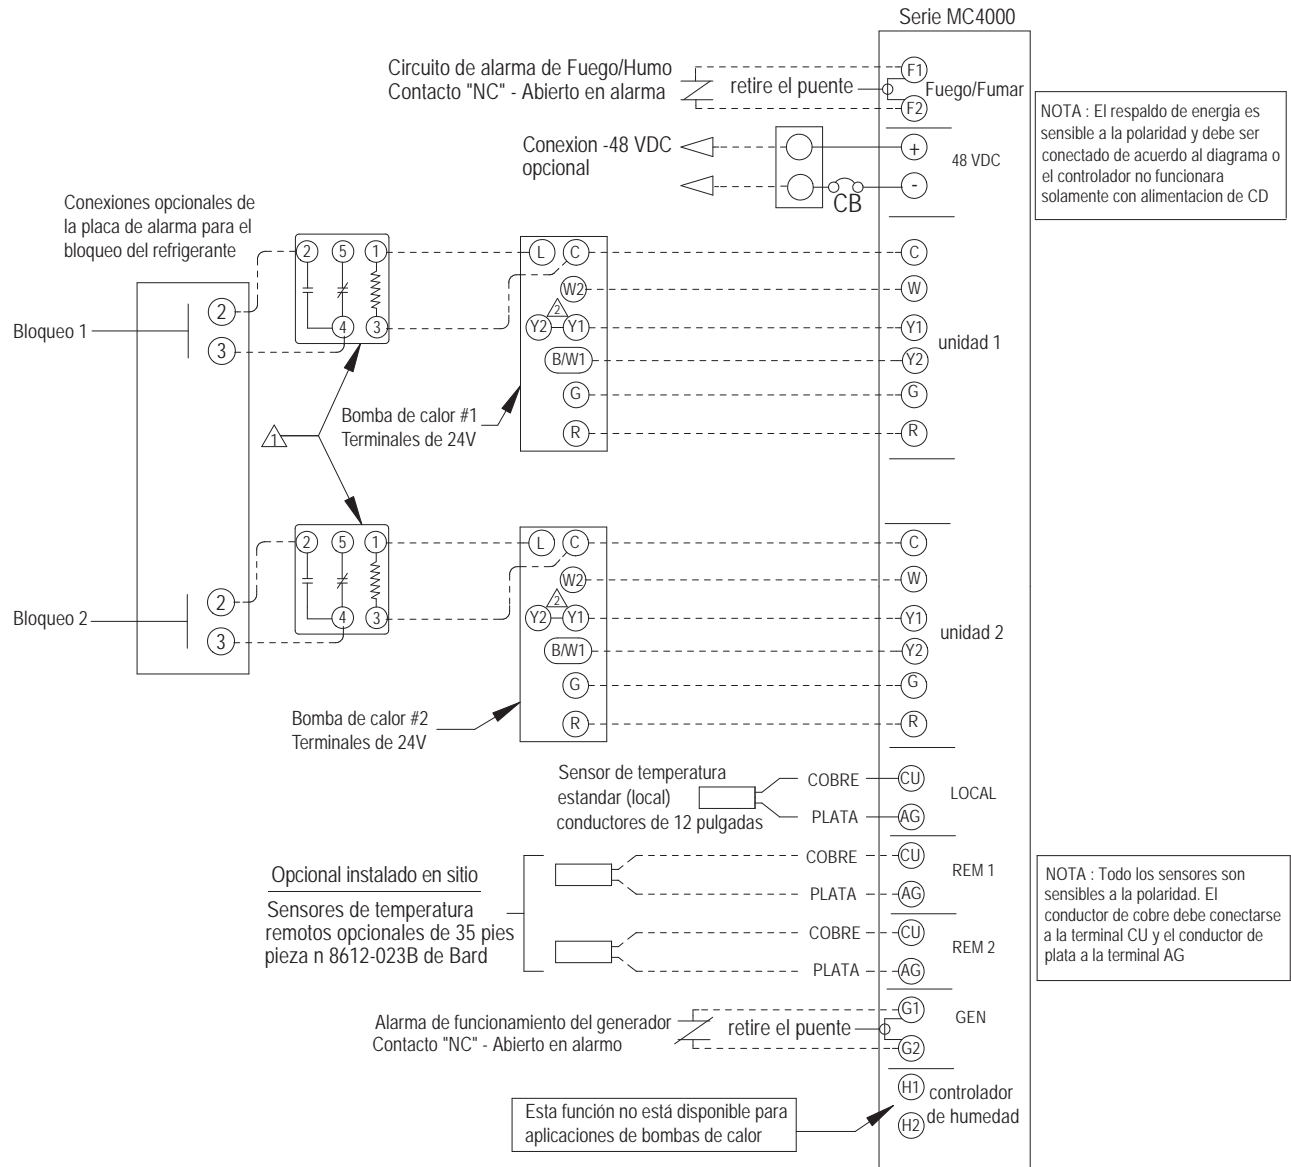 Serie MC4000
Circuito de alarma de Fuego/Humo
Contacto "NC" - Abierto en alarma
retire el puente
F1
Fuego/Fumar
F2
NOTA : El respaldo de energia es
sensible a la polaridad y debe ser
conectado de acuerdo al diagrama o
el controlador no funcionara
solamente con alimentacion de CD
Conexion -48 VDC
opcional
+
48 VDC
-
CB
Conexiones opcionales de
la placa de alarma para el
bloqueo del refrigerante
2 5 1
L C
C
W2
W
2
2
Bloqueo 1
3
4 3
Y2 Y1
Y1
unidad 1
B/W1
Y2
G
G
Bomba de calor #1
Terminales de 24V
R
R
1
2 5 1
L C
C
W2
W
2
2
Bloqueo 2
3
4 3
Y2 Y1
Y1
unidad 2
B/W1
Y2
G
G
Bomba de calor #2
Terminales de 24V
R
R
Sensor de temperatura
estandar (local)
conductores de 12 pulgadas
COBRE
CU
LOCAL
PLATA
AG
Opcional instalado en sitio
Sensores de temperatura
remotos opcionales de 35 pies
pieza n 8612-023B de Bard
COBRE
CU
REM 1
PLATA
AG
COBRE
CU
REM 2
PLATA
AG
NOTA : Todo los sensores son
sensibles a la polaridad. El
conductor de cobre debe conectarse
a la terminal CU y el conductor de
plata a la terminal AG
Alarma de funcionamiento del generador
Contacto "NC" - Abierto en alarmo
retire el puente
G1
GEN
G2
H1
controlador
de humedad
H2
Esta función no está disponible para
aplicaciones de bombas de calor